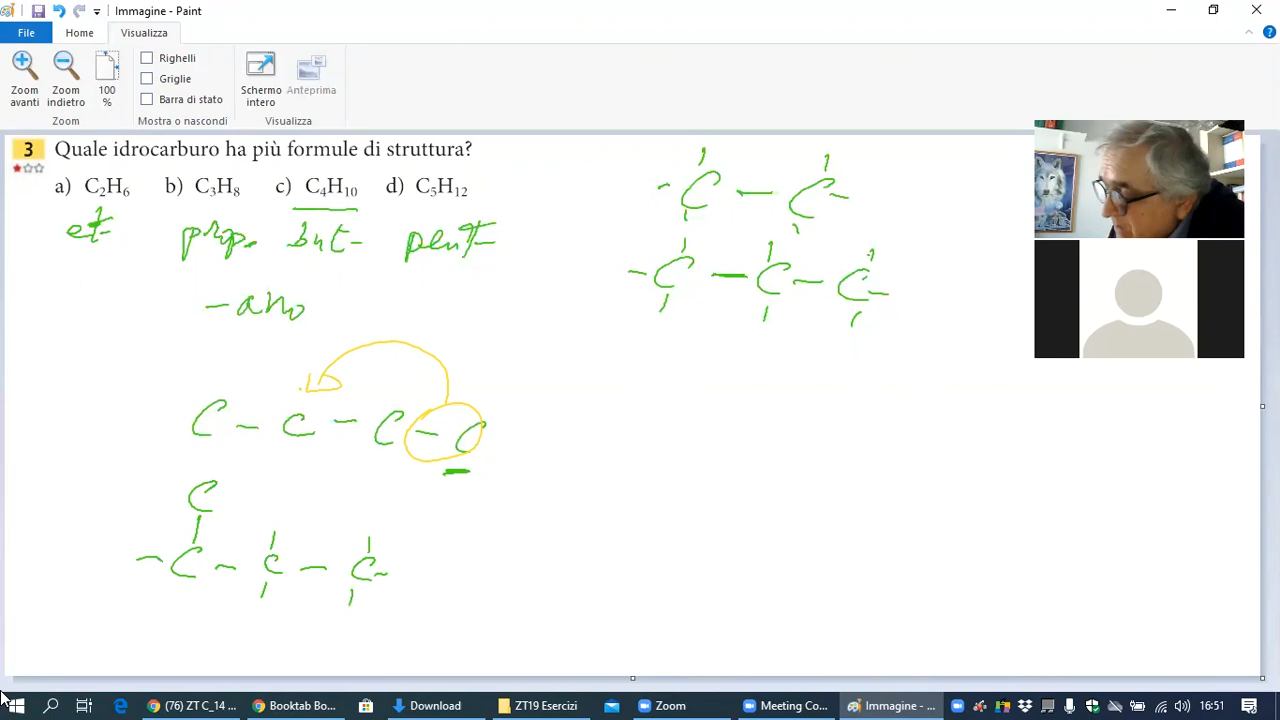 Immagine - Paint
File Home Visualizza
Zoom avanti Zoom indietro 100 % Righelli Griglie Barra di stato Schermo intero Anteprima
Zoom Mostra o nascondi Visualizza
3 Quale idrocarburo ha più formule di struttura?
a) C₂H₆ b) C₃H₈ c) C₄H₁₀ d) C₅H₁₂
et- prop- but- pent-
-ano
C - C
- C - C - C -
C - C - C - C
C
- C - C - C -
(76) ZT C_14 ... Booktab Bo... Download ZT19 Esercizi Zoom Meeting Co... Immagine - ... 16:51